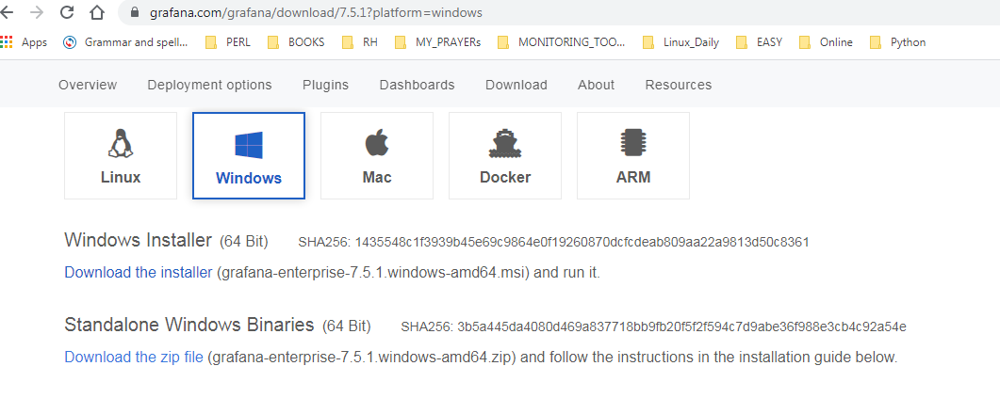 grafana.com/grafana/download/7.5.1?platform=windows
Apps Grammar and spell... PERL BOOKS RH MY_PRAYERs MONITORING_TOO... Linux_Daily EASY Online Python
Overview Deployment options Plugins Dashboards Download About Resources
Linux Windows Mac Docker ARM
Windows Installer (64 Bit) SHA256: 1435548c1f3939b45e69c9864e0f19260870dcfcdeab809aa22a9813d50c8361
Download the installer (grafana-enterprise-7.5.1.windows-amd64.msi) and run it.
Standalone Windows Binaries (64 Bit) SHA256: 3b5a445da4080d469a837718bb9fb20f5f2f594c7d9abe36f988e3cb4c92a54e
Download the zip file (grafana-enterprise-7.5.1.windows-amd64.zip) and follow the instructions in the installation guide below.